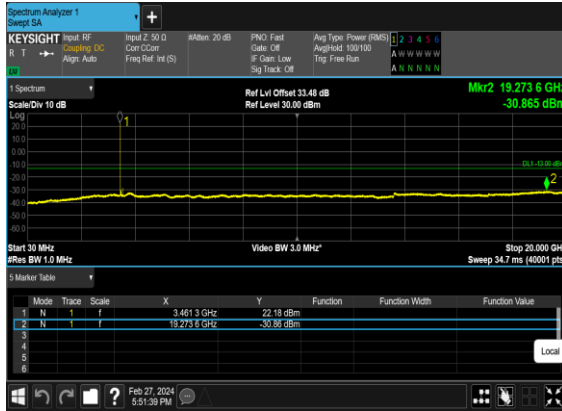 Spectrum Analyzer 1
Swept SA
+
KEYSIGHT
R T
LV
Input: RF
Coupling: DC
Align: Auto
Input Z: 50 Ω
Corr CCorr
Freq Ref: Int (S)
#Atten: 20 dB
PNO: Fast
Gate: Off
IF Gain: Low
Sig Track: Off
Avg Type: Power (RMS)
Avg|Hold: 100/100
Trig: Free Run
1 2 3 4 5 6
A W W W W W
A N N N N N
1 Spectrum
Scale/Div 10 dB
Log
Ref Lvl Offset 33.48 dB
Ref Level 30.00 dBm
Mkr2 19.273 6 GHz
-30.865 dBm
1
20.0
10.0
0.00
-10.0
DL1 -13.00 dBm
-20.0
2
-30.0
-40.0
-50.0
-60.0
Start 30 MHz
Video BW 3.0 MHz*
Stop 20.000 GHz
#Res BW 1.0 MHz
Sweep 34.7 ms (40001 pts)
5 Marker Table
Mode Trace Scale X Y Function Function Width Function Value
1 N 1 f 3.461 3 GHz 22.18 dBm
2 N 1 f 19.273 6 GHz -30.86 dBm
3
4
5
6
Local
?
Feb 27, 2024
5:51:39 PM